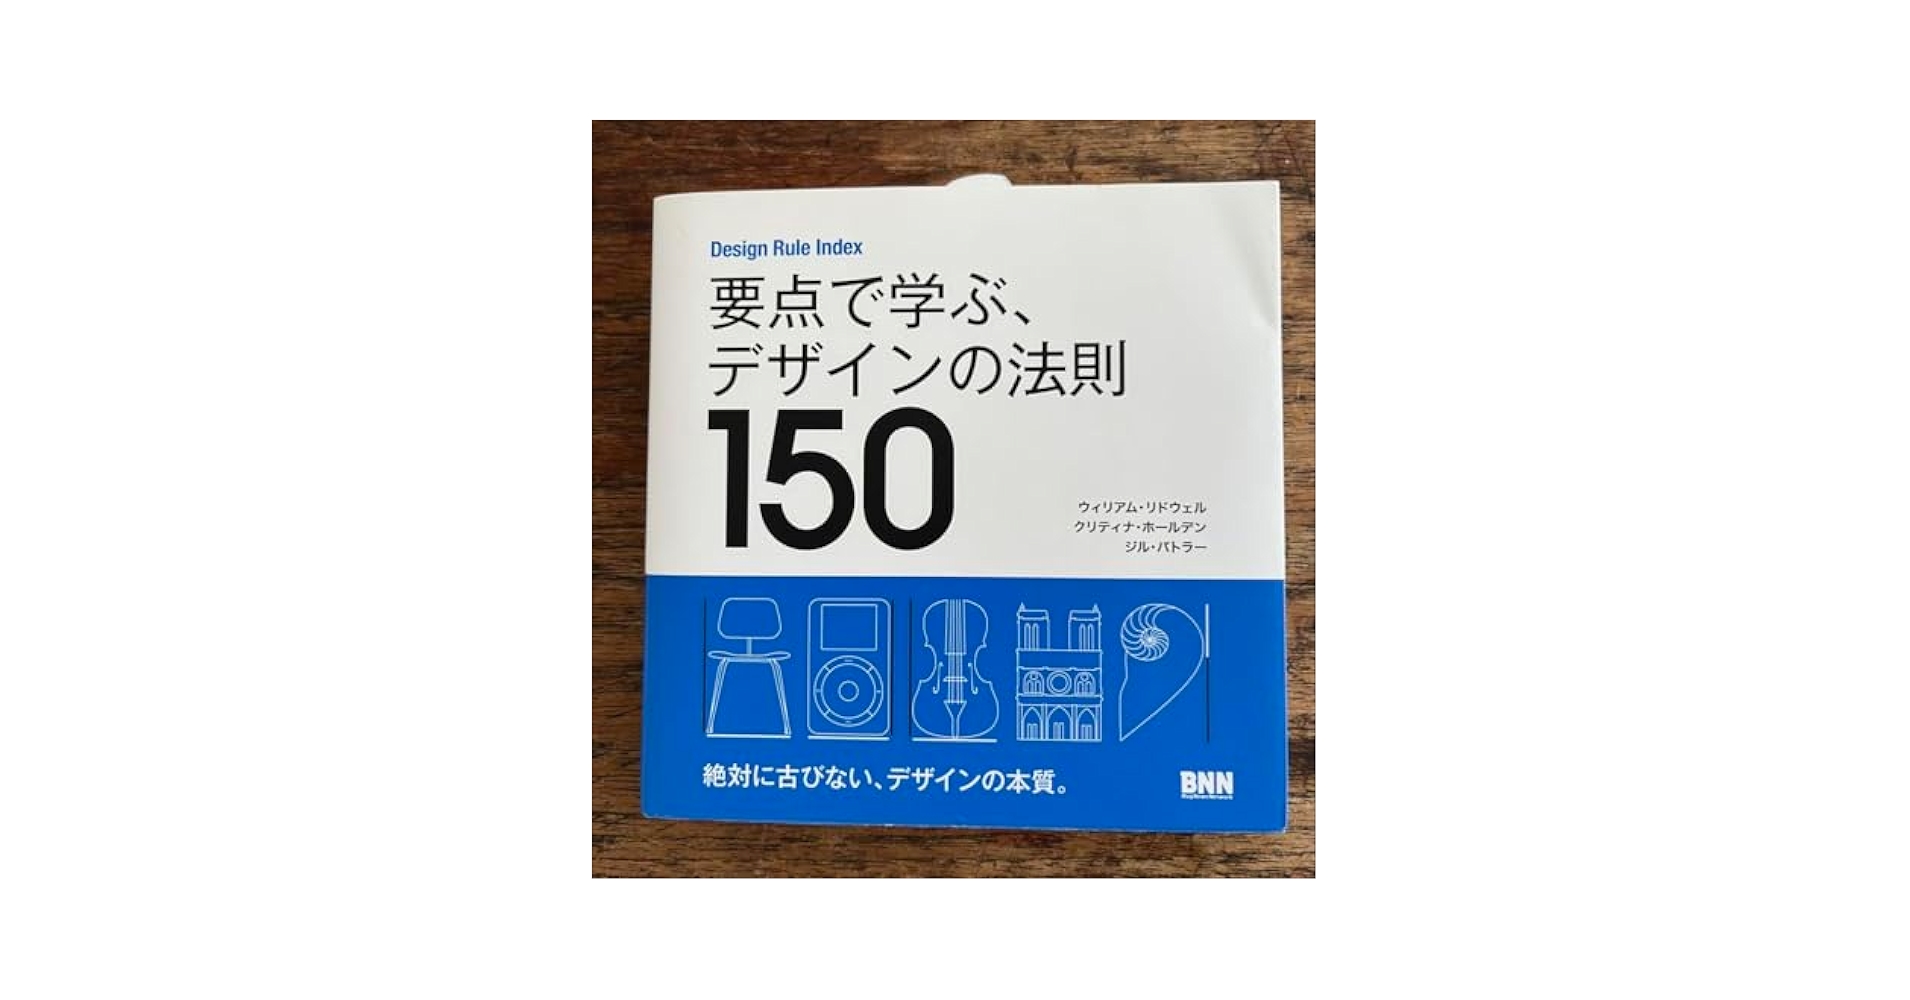 Design Rule Index
要点で学ぶ、
デザインの法則
150
ウィリアム・リドウェル
クリティナ・ホールデン
ジル・バトラー
絶対に古びない、デザインの本質。
BNN